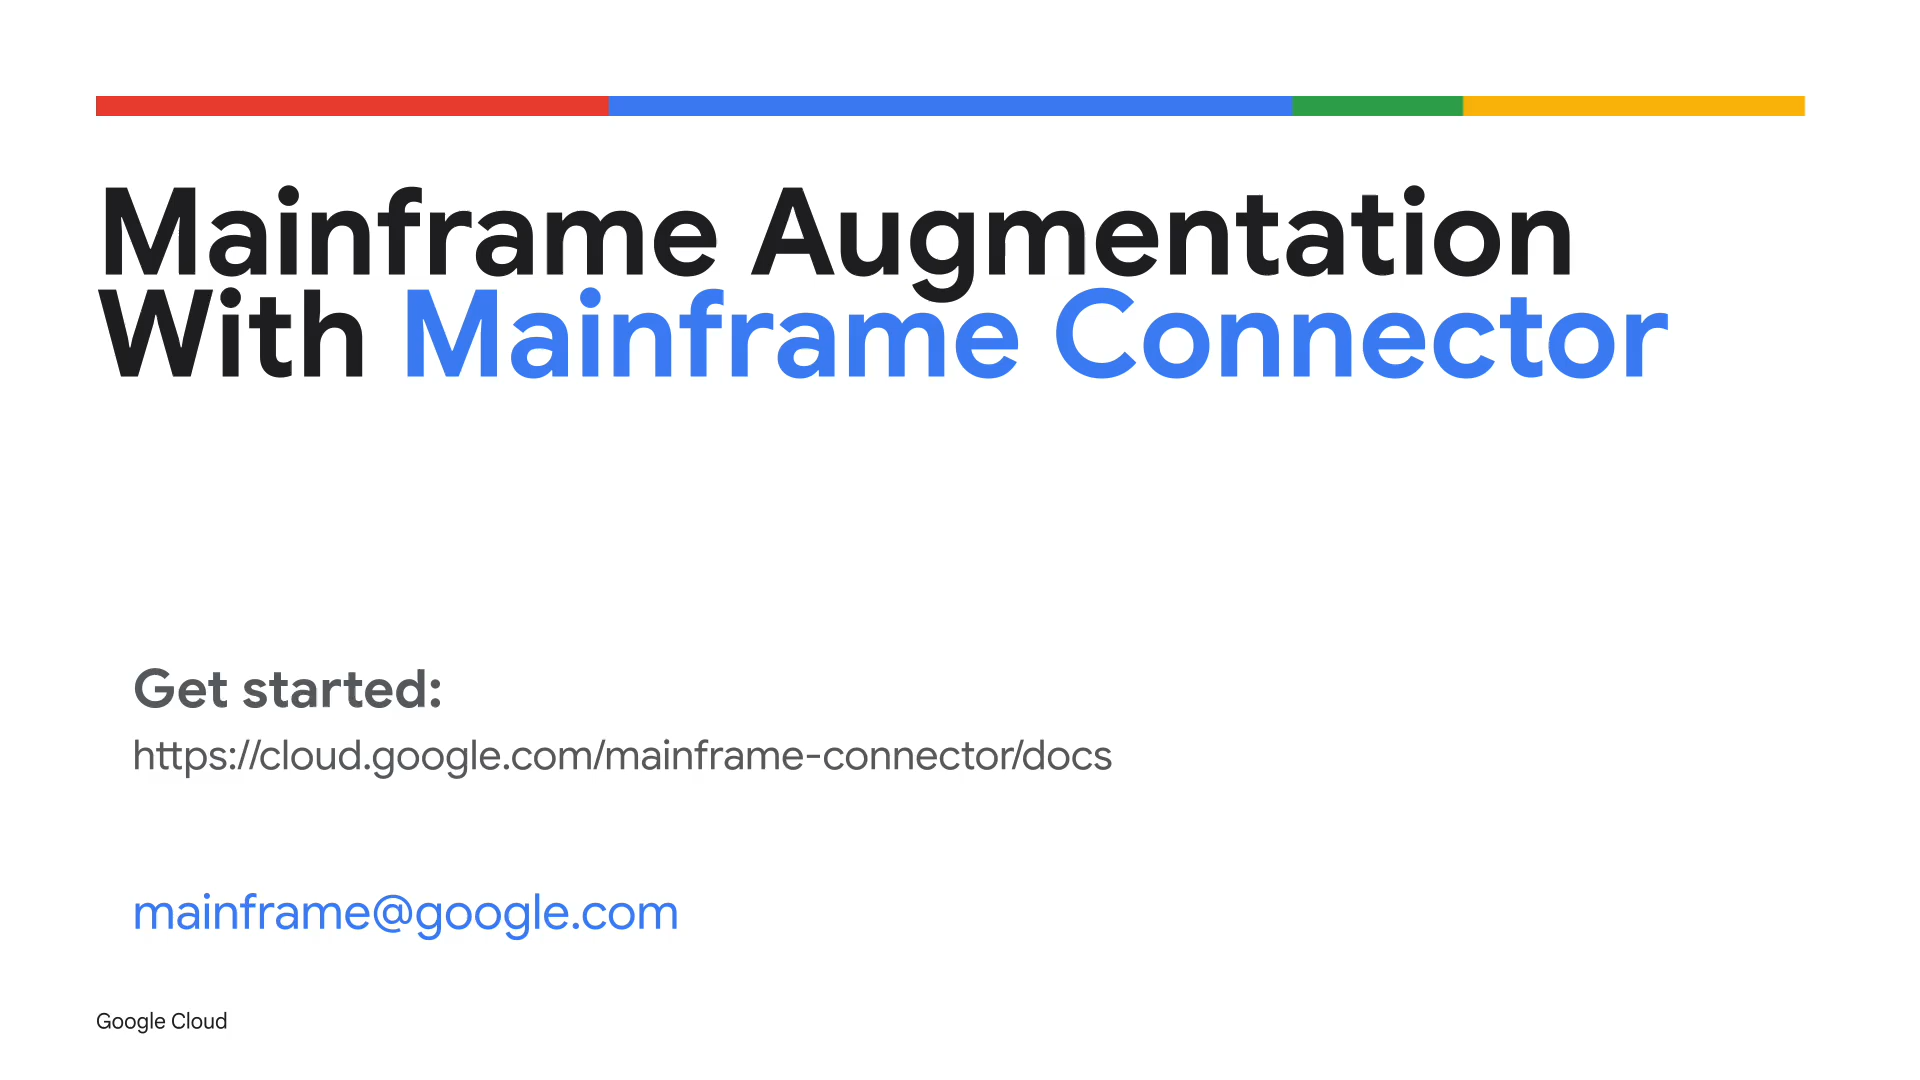 Mainframe Augmentation
With Mainframe Connector
Get started:
https://cloud.google.com/mainframe-connector/docs
mainframe@google.com
Google Cloud